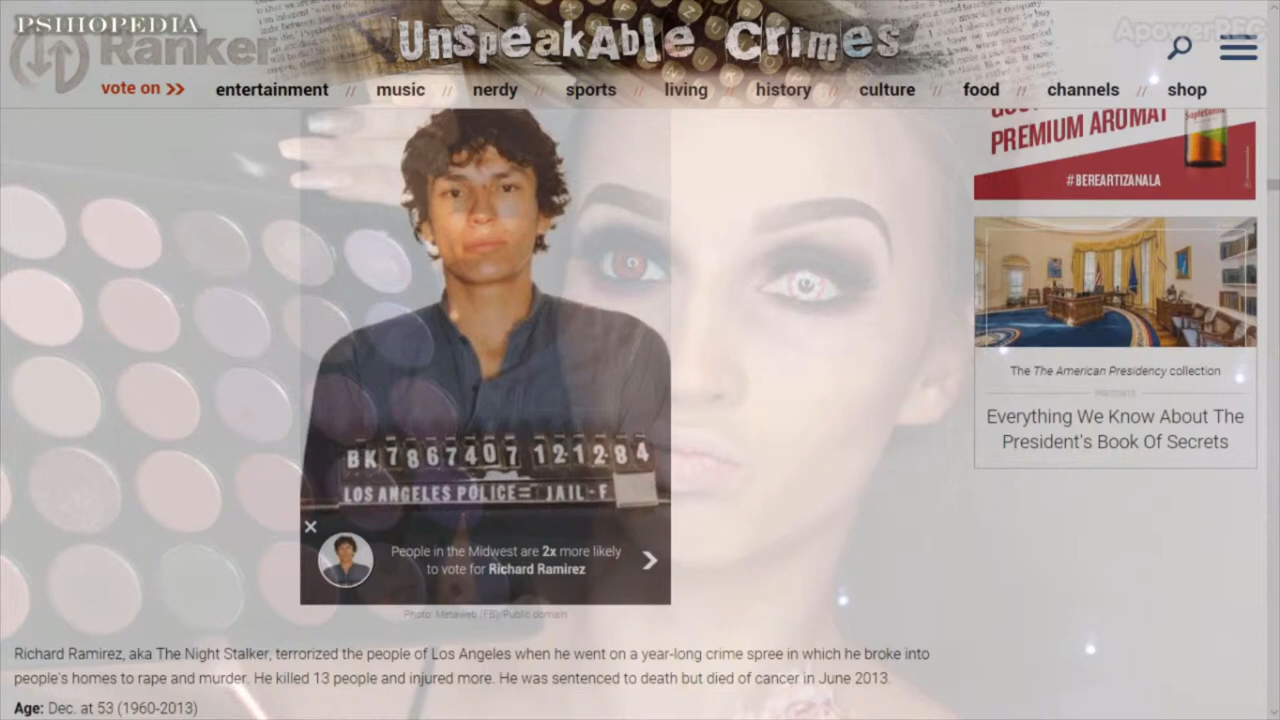 PSIHOPEDIA
Ranker
Unspeakable Crimes
ApowerREC
vote on >>
entertainment // music // nerdy // sports // living // history // culture // food // channels // shop
PREMIUM AROMAT
#BEREARTIZANALA
BK 7867407 121284
LOS ANGELES POLICE= JAIL-F
The The American Presidency collection
PRESENTS
Everything We Know About The
President's Book Of Secrets
People in the Midwest are 2x more likely
to vote for Richard Ramirez
Photo: Metaweb (FB)/Public domain
Richard Ramirez, aka The Night Stalker, terrorized the people of Los Angeles when he went on a year-long crime spree in which he broke into
people's homes to rape and murder. He killed 13 people and injured more. He was sentenced to death but died of cancer in June 2013.
Age: Dec. at 53 (1960-2013)